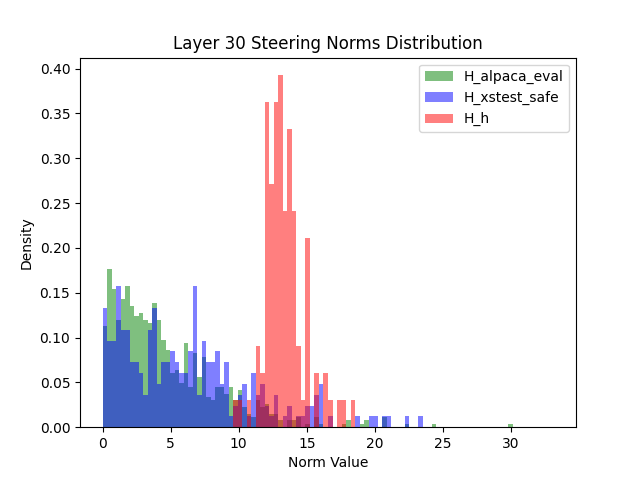 Layer 30 Steering Norms Distribution
H_alpaca_eval
H_xstest_safe
H_h
Density
0.40
0.35
0.30
0.25
0.20
0.15
0.10
0.05
0.00
0 5 10 15 20 25 30
Norm Value